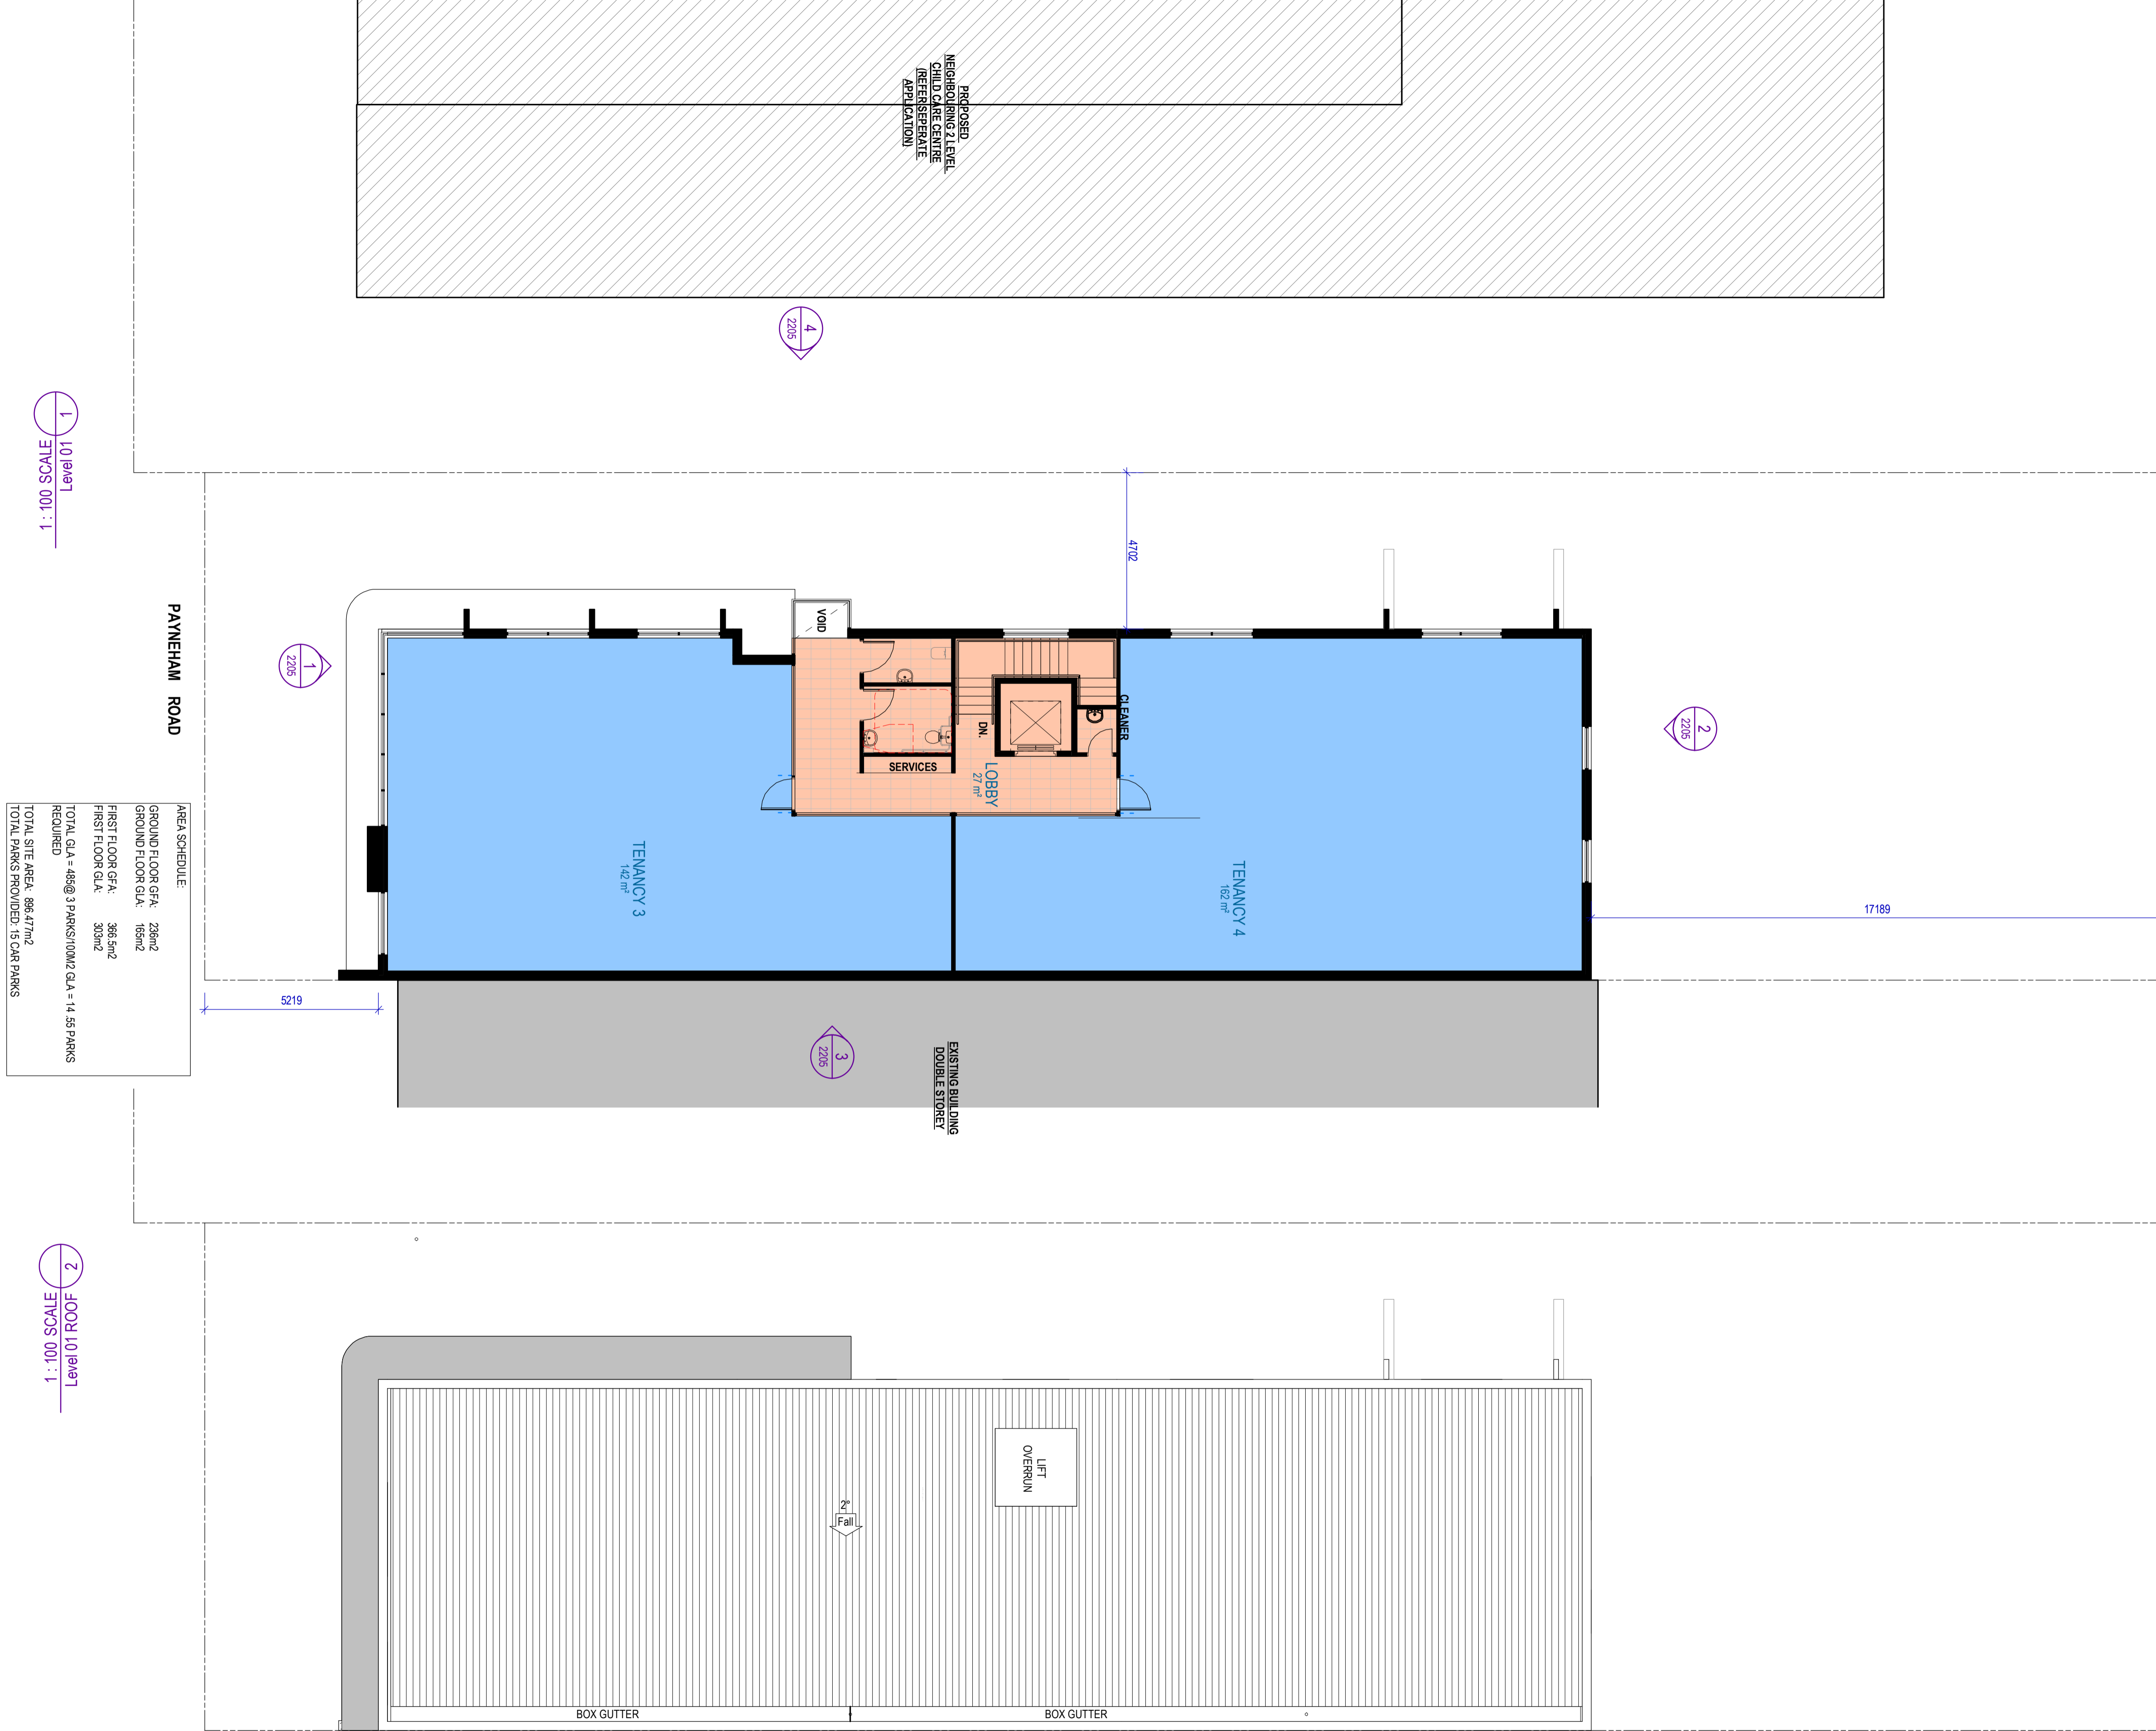 PROPOSED
NEIGHBOURING 2 LEVEL
CHILD CARE CENTRE
(REFER SEPERATE
APPLICATION)
4
2205
1
Level 01
1 : 100 SCALE
4702
PAYNEHAM ROAD
1
2205
2
2205
VOID
CLEANER
DN.
SERVICES
LOBBY
27 m²
TENANCY 3
142 m²
TENANCY 4
162 m²
17189
5219
AREA SCHEDULE:
GROUND FLOOR GFA: 236m2
GROUND FLOOR GLA: 165m2
FIRST FLOOR GFA: 366.5m2
FIRST FLOOR GLA: 303m2
TOTAL GLA = 485@ 3 PARKS/100M2 GLA = 14 .55 PARKS
REQUIRED
TOTAL SITE AREA: 896.477m2
TOTAL PARKS PROVIDED: 15 CAR PARKS
3
2205
EXISTING BUILDING
DOUBLE STOREY
2
Level 01 ROOF
1 : 100 SCALE
LIFT
OVERRUN
2°
Fall
BOX GUTTER
BOX GUTTER